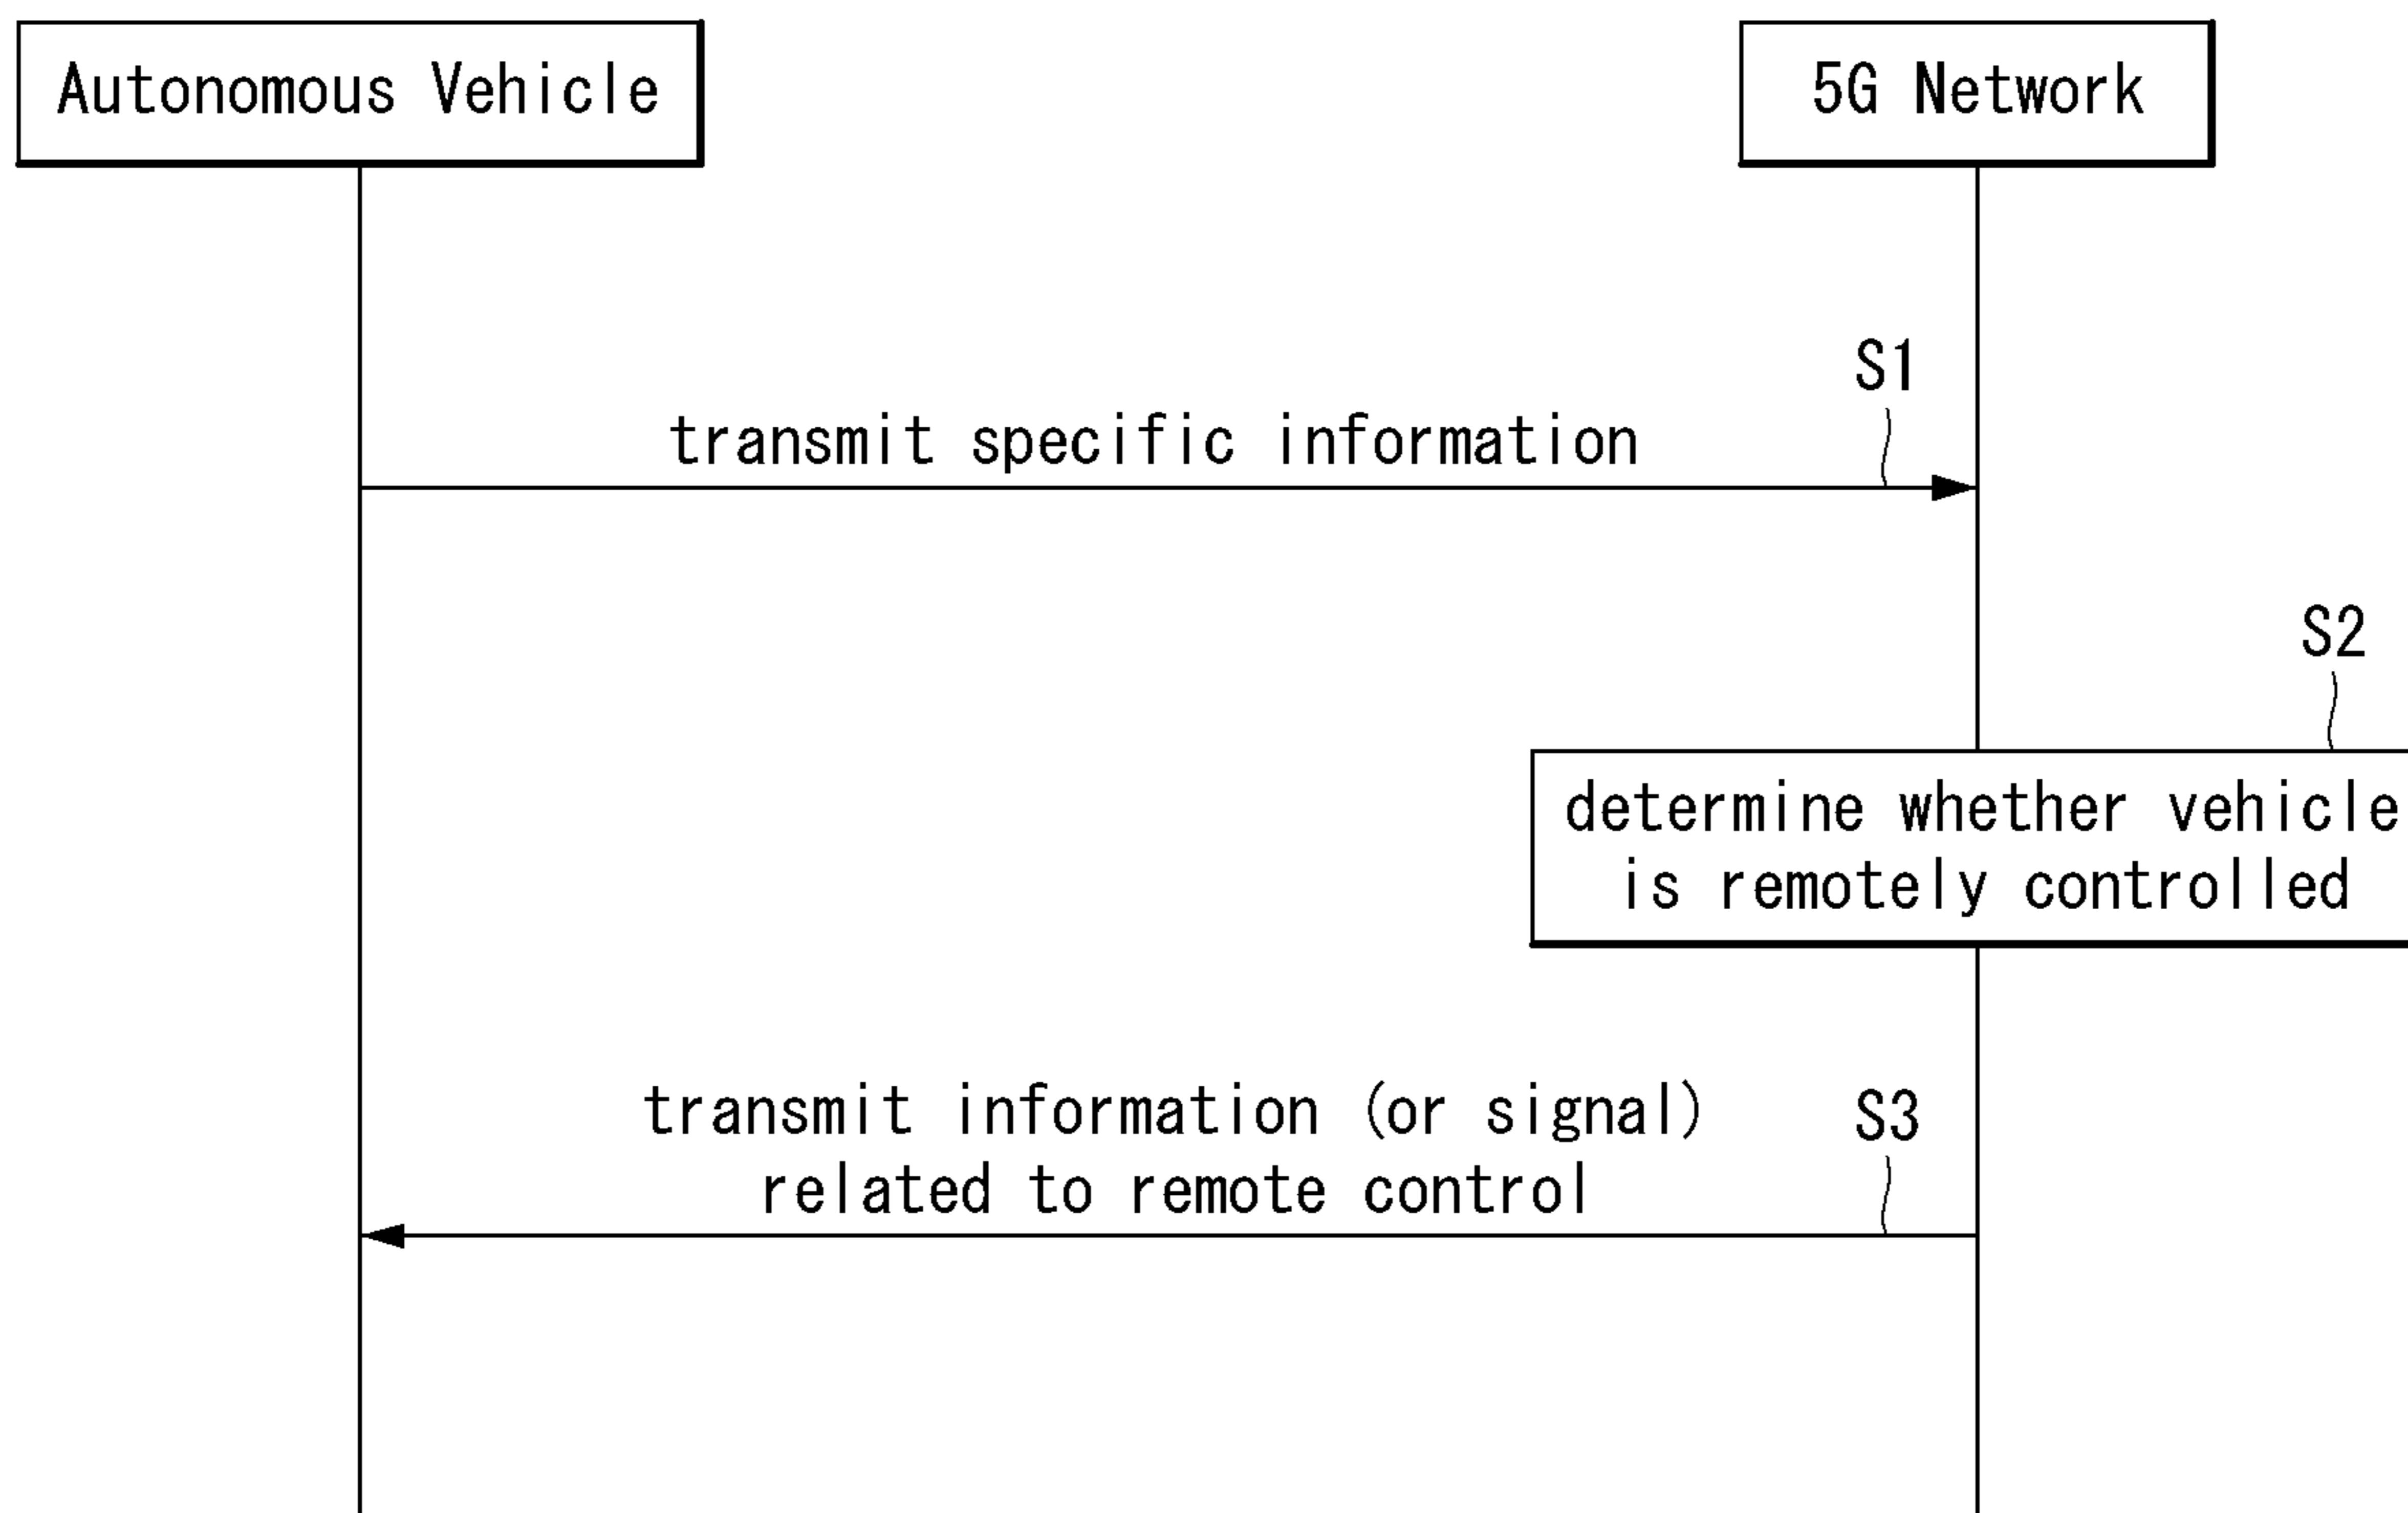 Autonomous Vehicle
5G Network
S1
transmit specific information
S2
determine whether vehicle
is remotely controlled
transmit information (or signal)
S3
related to remote control